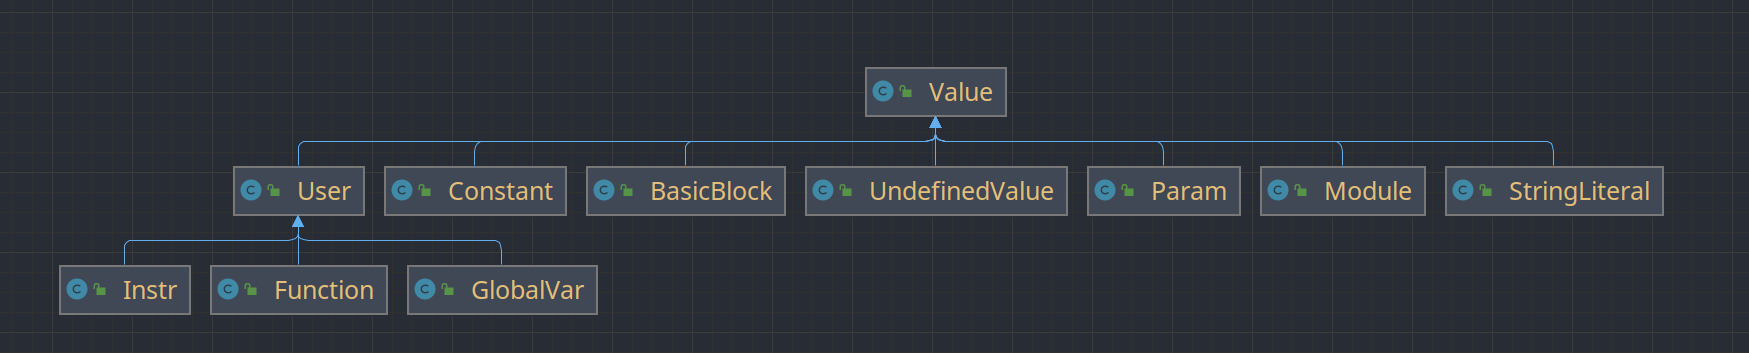 Value
User Constant BasicBlock UndefinedValue Param Module StringLiteral
Instr Function GlobalVar